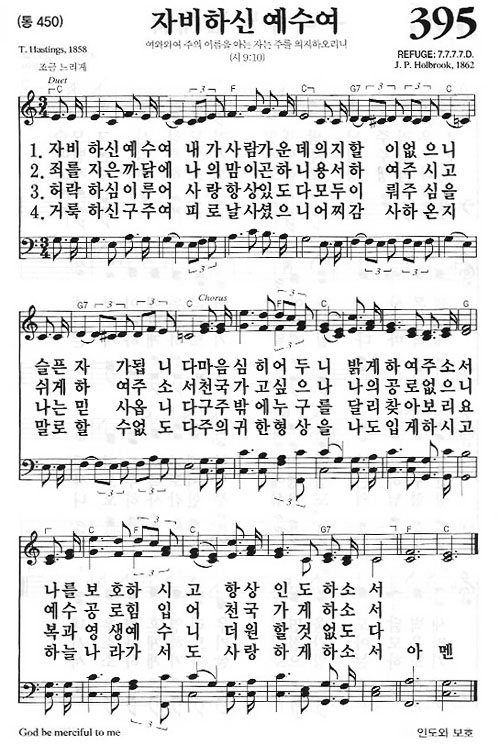 (통 450)
자비하신 예수여
395
T. Hastings, 1858
여와와여 주의 이름을 아는 자는 주를 의지하오리니
(시 9:10)
REFUGE: 7.7.7.7.D.
J. P. Holbrook, 1862
조금 느리게
Duet
C F C G7 C
1. 자비 하신예수여 내 가사람가운 데의지할 이없으니
2. 죄를 지은까닭에 나 의맘이곤하 니용서하 여주시고
3. 허락 하심이루어 사 랑항상있도 다모두이 뤄주심을
4. 거룩 하신구주여 피 로날사셨으 니어찌감 사하온지
G7 C Chorus F C G
슬픈 자 가됩 니 다마음 심 히 어 두 니 밝 게 하 여주소서
쉬게 하 여주 소 서천국 가 고 싶으 나 나 의 공 로없으니
나는 믿 사옵 니 다구주 밖 에 누 구 를 달 리 찾 아보리요
말로 할 수없 도 다주의 귀 한 형상 을 나 도 입 게하시고
C F C F C G7 C F C
나를 보 호하 시 고 항상 인 도 하소 서
예수 공 로힘 입 어 천국 가 게 하소 서
복과 영 생예 수 니 더원 할 것 없도 다
하늘 나 라가 서 도 사랑 하 게 하소 서 아 멘
God be merciful to me
인도와 보호